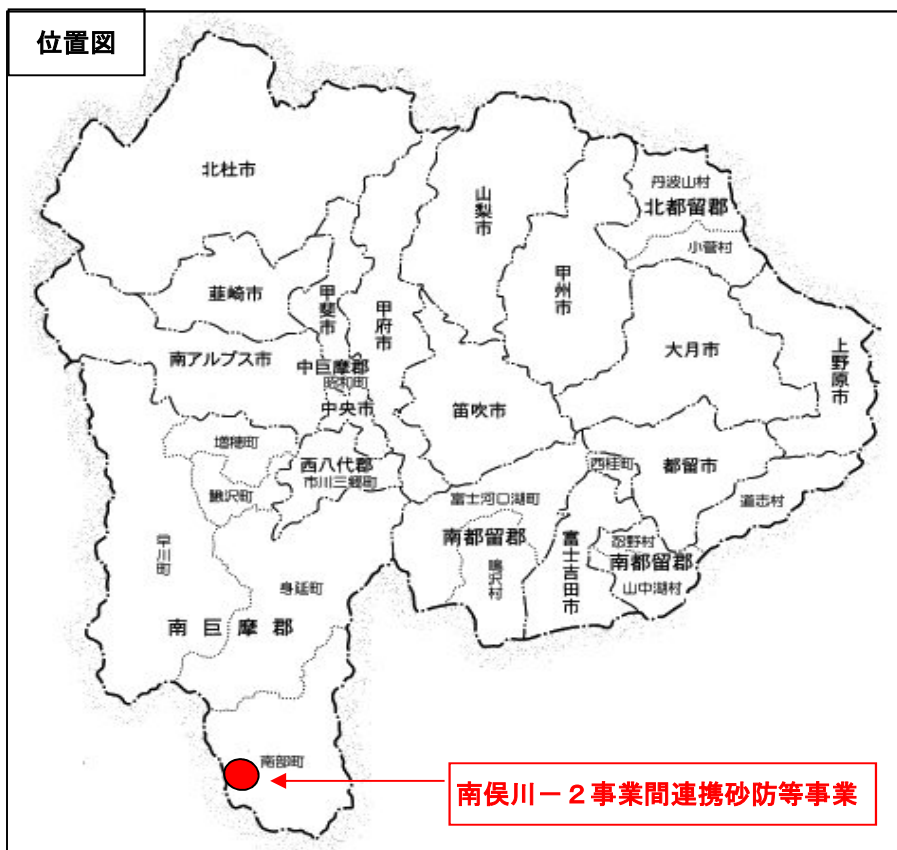 位置図
北杜市
山梨市
丹波山村
北都留郡
小菅村
韮崎市
甲斐市
甲府市
甲州市
南アルプス市
中巨摩郡
昭和町
中央市
大月市
上野原市
笛吹市
増穂町
西八代郡
市川三郷町
鰍沢町
西桂町
都留市
道志村
富士河口湖町
早川町
南都留郡
鳴沢村
富士吉田市
忍野村
南都留郡
山中湖村
身延町
南巨摩郡
南部町
南俣川－２事業間連携砂防等事業